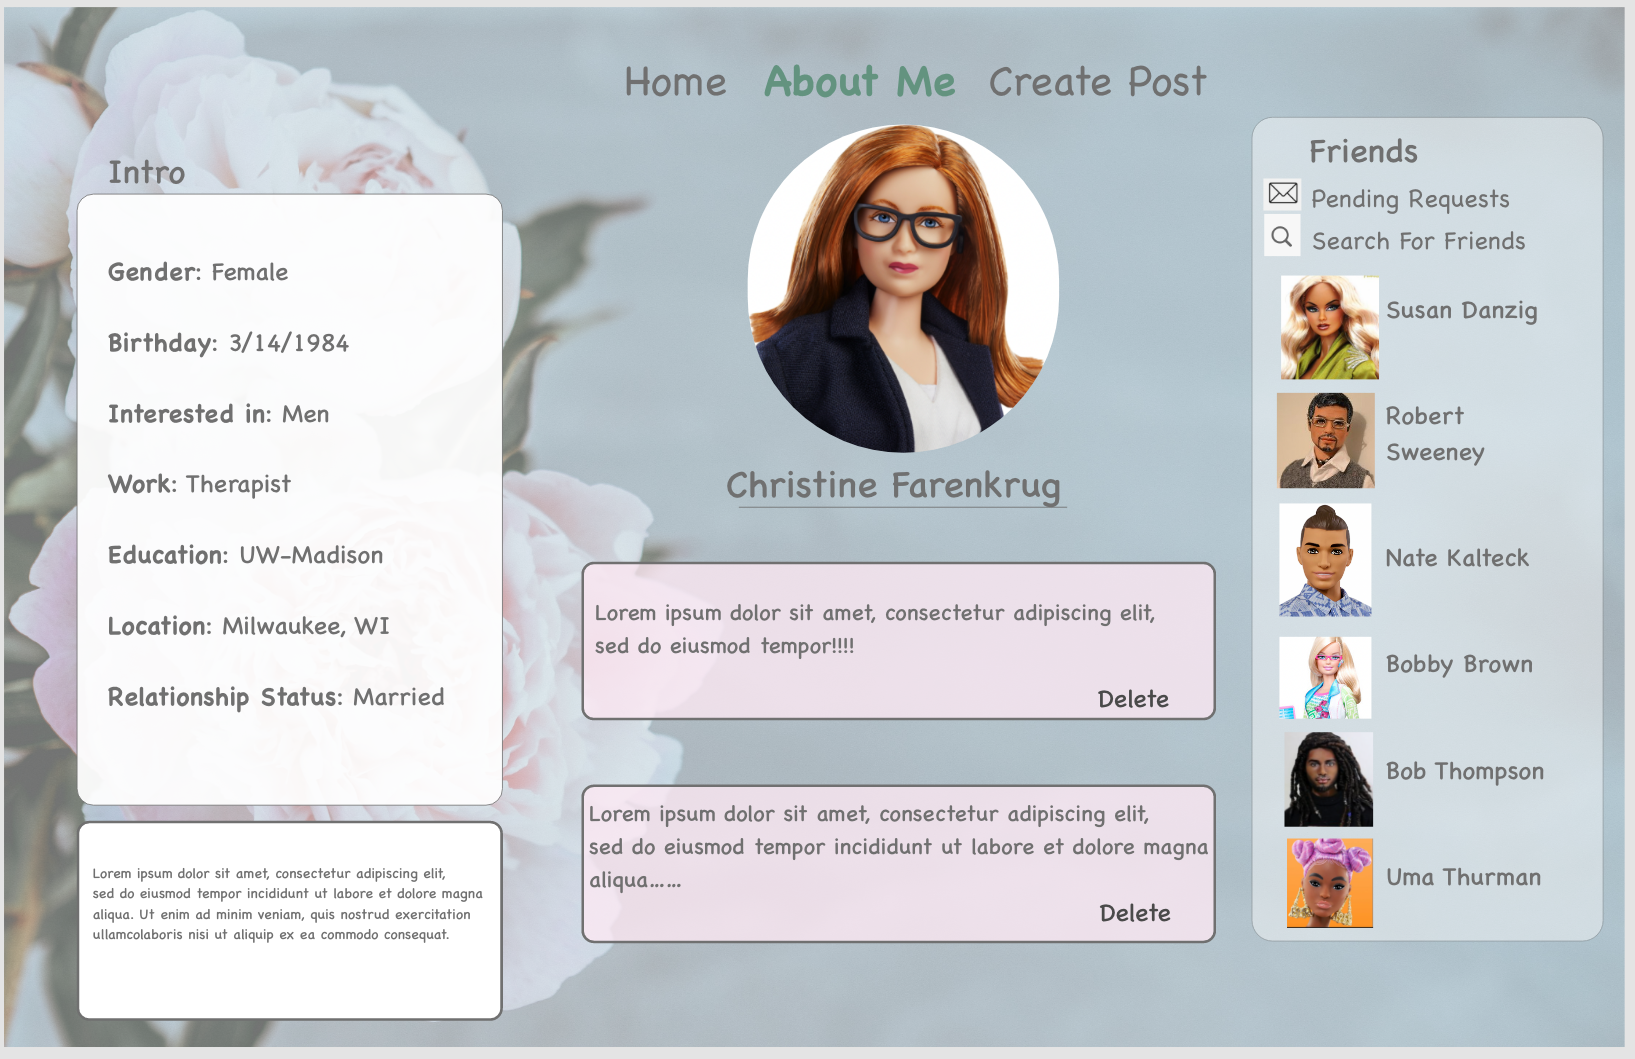 Home About Me Create Post
Intro
Gender: Female
Birthday: 3/14/1984
Interested in: Men
Work: Therapist
Education: UW-Madison
Location: Milwaukee, WI
Relationship Status: Married
Lorem ipsum dolor sit amet, consectetur adipiscing elit,
sed do eiusmod tempor incididunt ut labore et dolore magna
aliqua. Ut enim ad minim veniam, quis nostrud exercitation
ullamcolaboris nisi ut aliquip ex ea commodo consequat.
Christine Farenkrug
Lorem ipsum dolor sit amet, consectetur adipiscing elit,
sed do eiusmod tempor!!!!
Delete
Lorem ipsum dolor sit amet, consectetur adipiscing elit,
sed do eiusmod tempor incididunt ut labore et dolore magna
aliqua......
Delete
Friends
Pending Requests
Search For Friends
Susan Danzig
Robert
Sweeney
Nate Kalteck
Bobby Brown
Bob Thompson
Uma Thurman